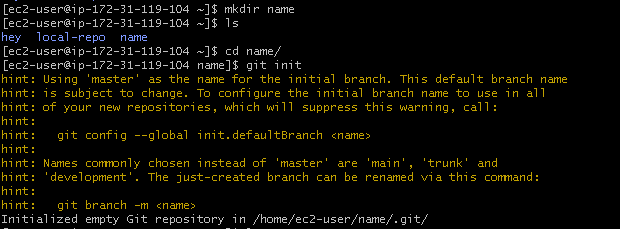 [ec2-user@ip-172-31-119-104 ~]$ mkdir name
[ec2-user@ip-172-31-119-104 ~]$ ls
hey  local-repo  name
[ec2-user@ip-172-31-119-104 ~]$ cd name/
[ec2-user@ip-172-31-119-104 name]$ git init
hint: Using 'master' as the name for the initial branch. This default branch name
hint: is subject to change. To configure the initial branch name to use in all
hint: of your new repositories, which will suppress this warning, call:
hint:
hint:   git config --global init.defaultBranch <name>
hint:
hint: Names commonly chosen instead of 'master' are 'main', 'trunk' and
hint: 'development'. The just-created branch can be renamed via this command:
hint:
hint:   git branch -m <name>
Initialized empty Git repository in /home/ec2-user/name/.git/